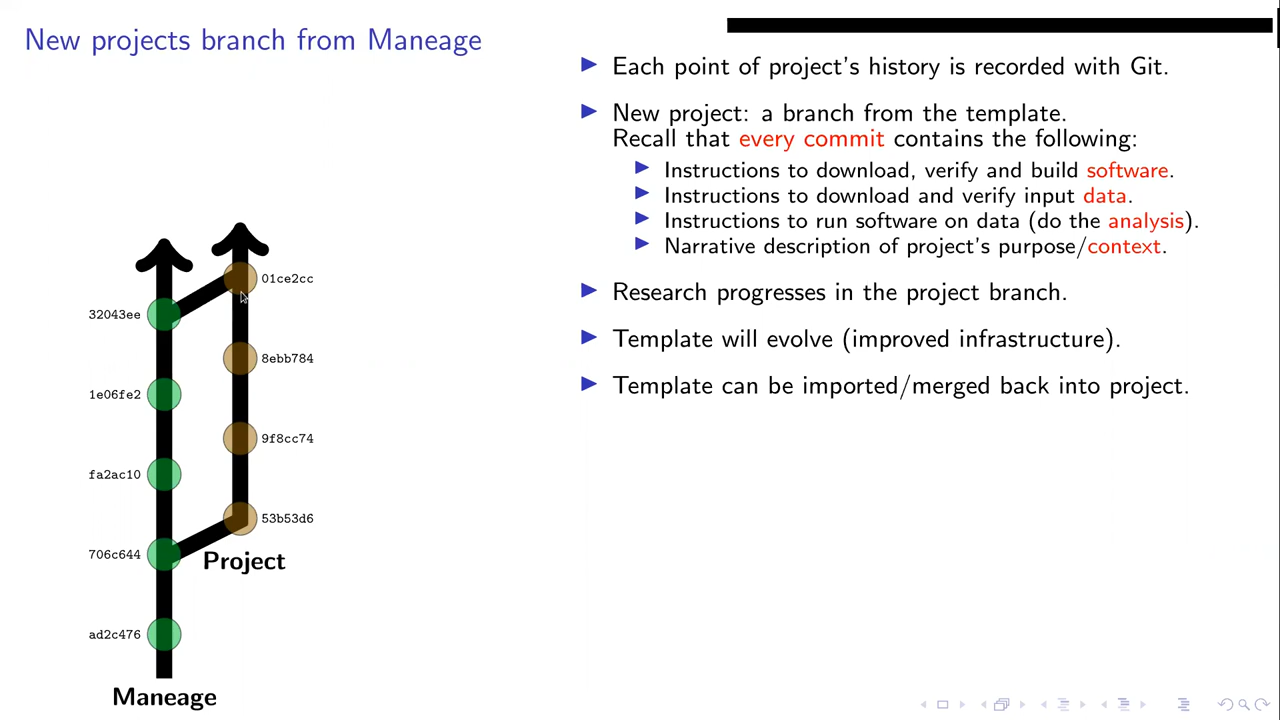 New projects branch from Maneage
Each point of project's history is recorded with Git.
New project: a branch from the template.
Recall that every commit contains the following:
Instructions to download, verify and build software.
Instructions to download and verify input data.
Instructions to run software on data (do the analysis).
Narrative description of project's purpose/context.
Research progresses in the project branch.
Template will evolve (improved infrastructure).
Template can be imported/merged back into project.
01ce2cc
32043ee
8ebb784
1e06fe2
9f8cc74
fa2ac10
53b53d6
706c644
Project
ad2c476
Maneage